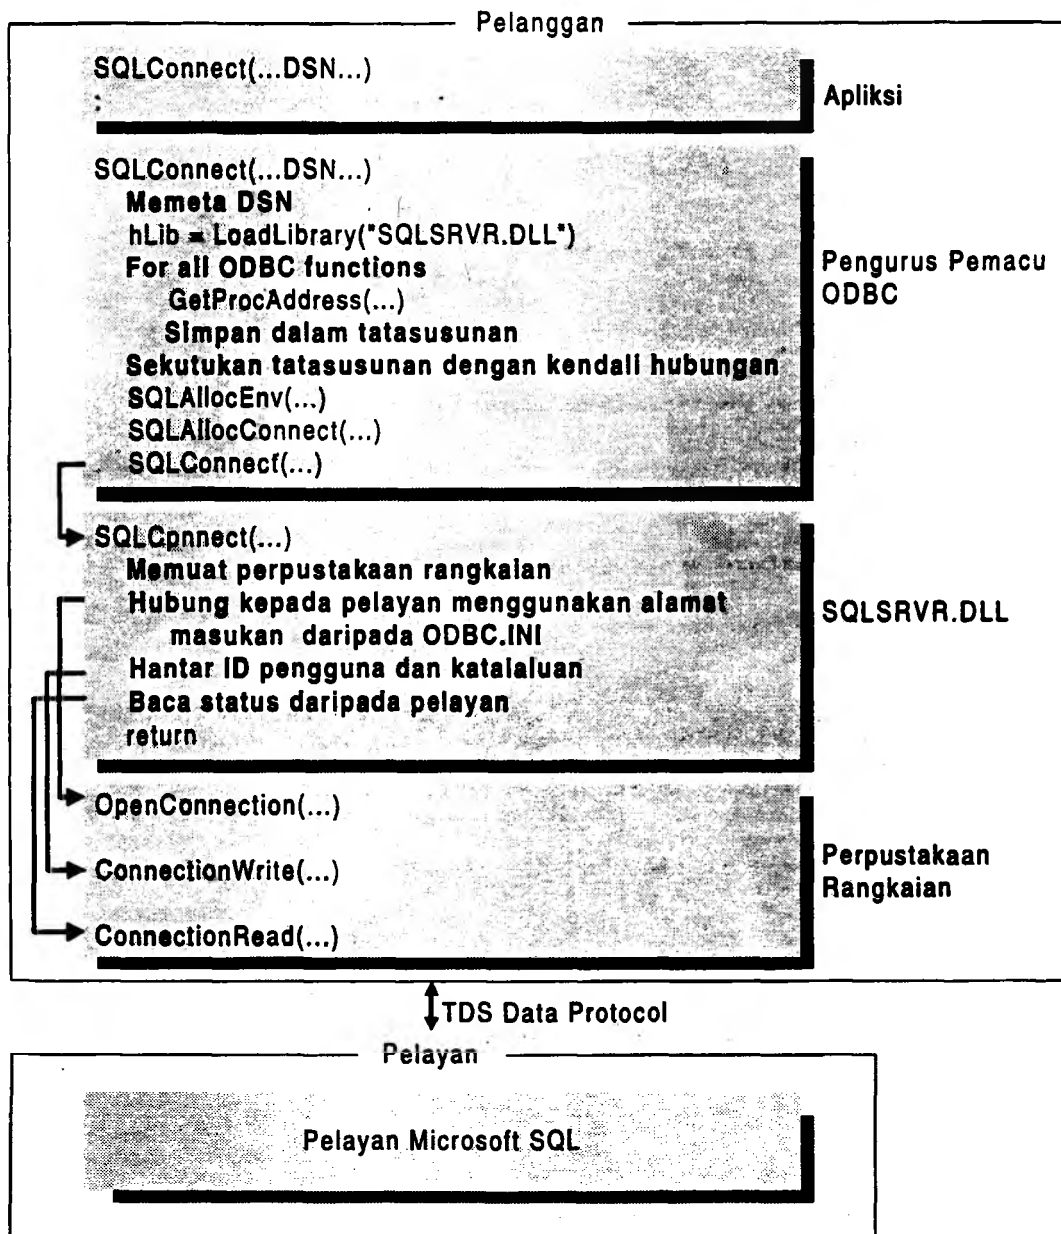 Pelanggan
SQLConnect(...DSN...)
:
Apliksi
SQLConnect(...DSN...)
Memeta DSN
hLib = LoadLibrary("SQLSRVR.DLL")
For all ODBC functions
GetProcAddress(...)
Simpan dalam tatasusunan
Sekutukan tatasusunan dengan kendali hubungan
SQLAllocEnv(...)
SQLAllocConnect(...)
SQLConnect(...)
Pengurus Pemacu
ODBC
SQLCpnnect(...)
Memuat perpustakaan rangkaian
Hubung kepada pelayan menggunakan alamat
masukan daripada ODBC.INI
Hantar ID pengguna dan katalaluan
Baca status daripada pelayan
return
SQLSRVR.DLL
OpenConnection(...)
ConnectionWrite(...)
ConnectionRead(...)
Perpustakaan
Rangkaian
TDS Data Protocol
Pelayan
Pelayan Microsoft SQL